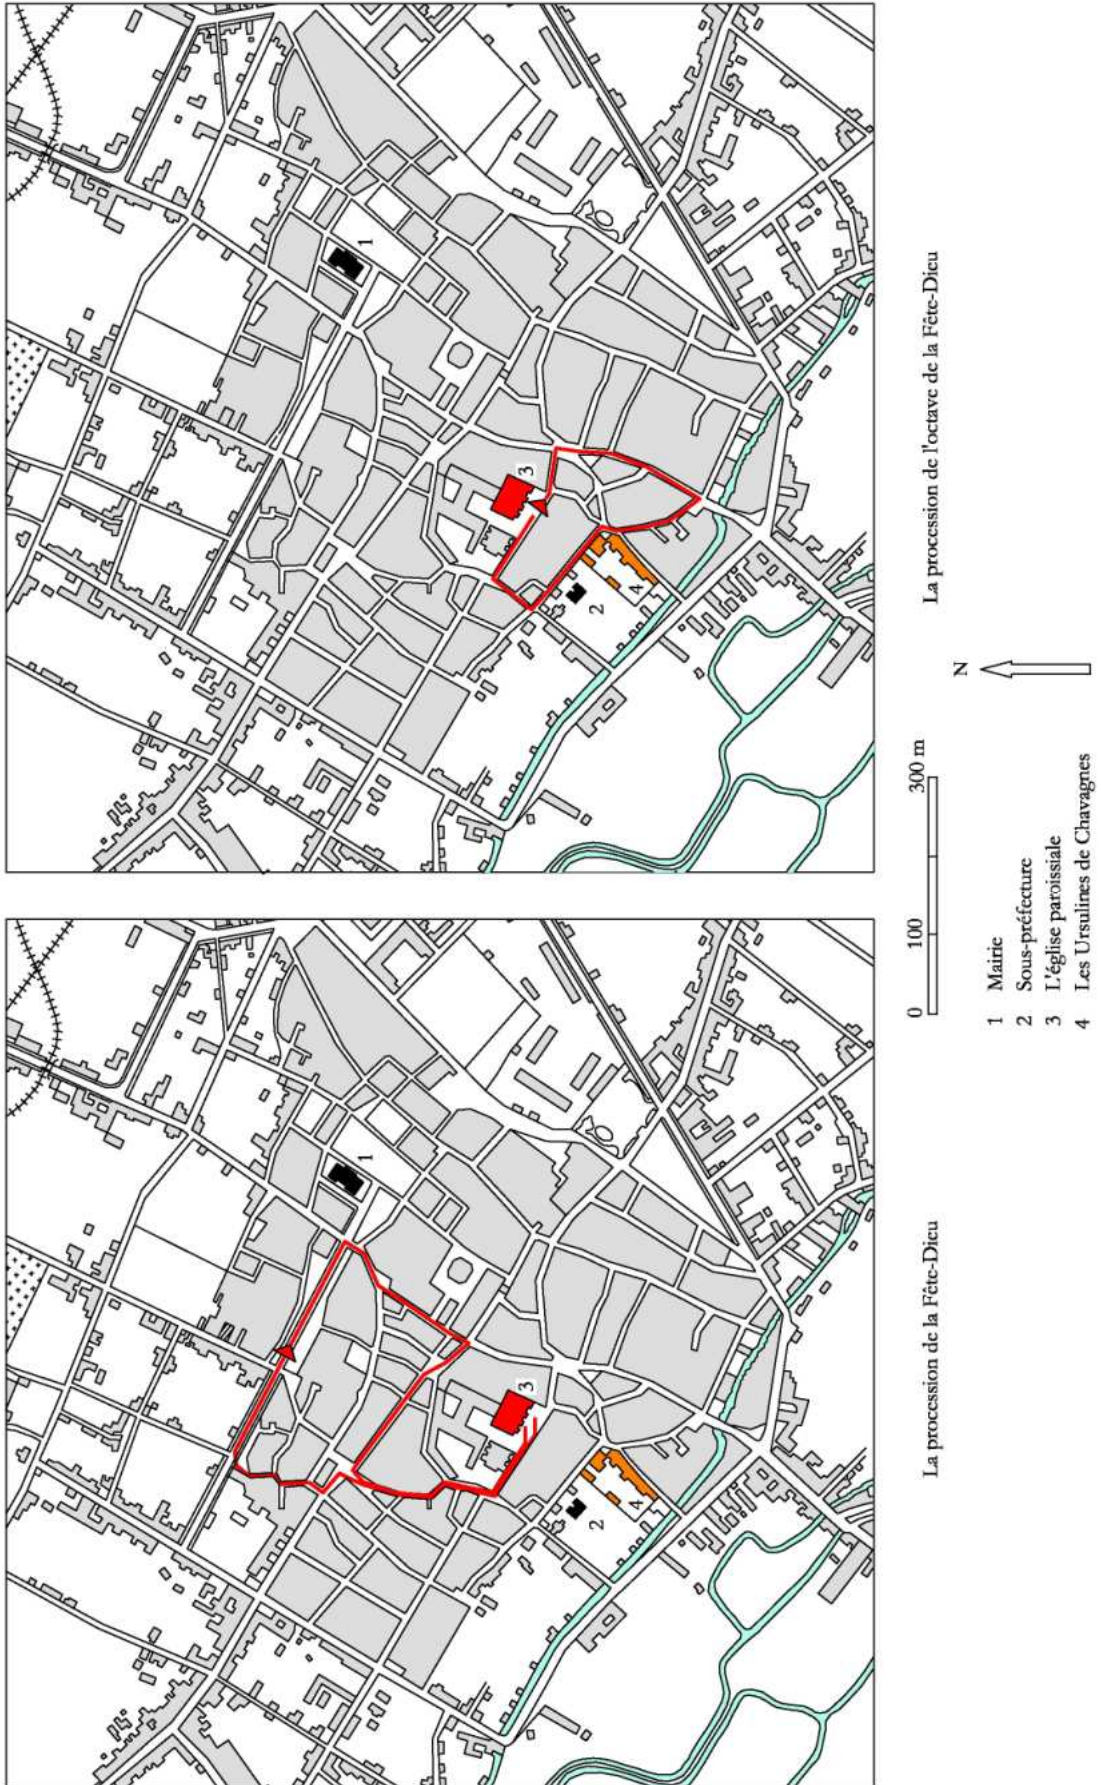 1
3
2
4
La procession de la Fête-Dieu
1
3
2
4
La procession de l'octave de la Fête-Dieu
0 100 300 m
N
1 Mairie
2 Sous-préfecture
3 L'église paroissiale
4 Les Ursulines de Chavagnes